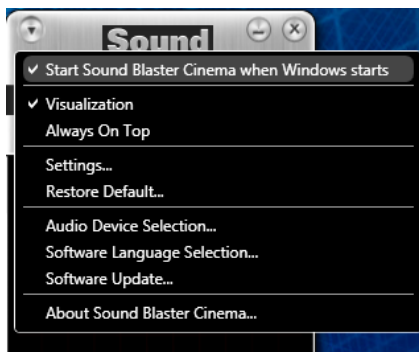 Sound
Start Sound Blaster Cinema when Windows starts
Visualization
Always On Top
Settings...
Restore Default...
Audio Device Selection...
Software Language Selection...
Software Update...
About Sound Blaster Cinema...